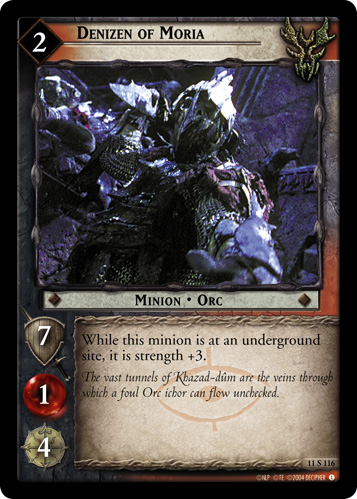 2
DENIZEN OF MORIA
MINION • ORC
7
While this minion is at an underground
site, it is strength +3.
1
The vast tunnels of Khazad-dûm are the veins through
which a foul Orc ichor can flow unchecked.
4
11 S 116
©NLP ©TE ©2004 DECIPHER